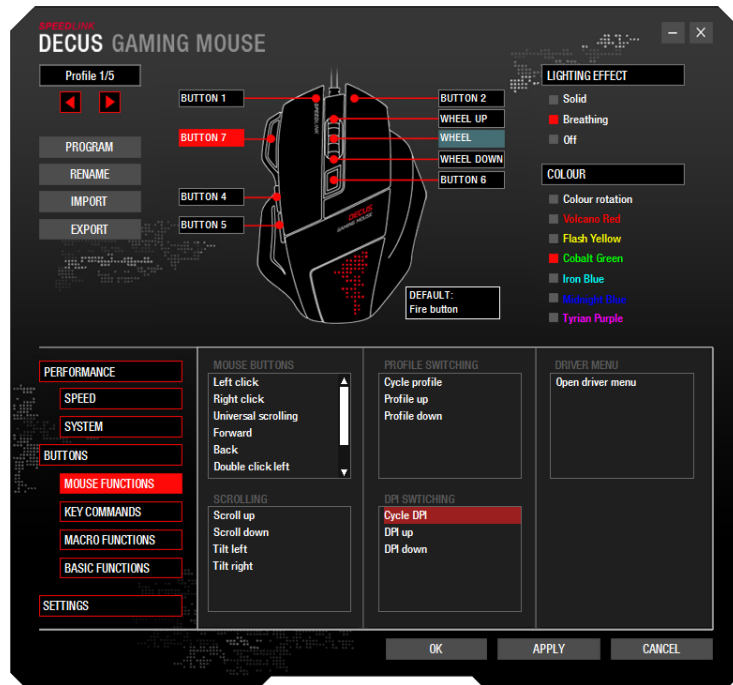 SPEEDLINK
DECUS GAMING MOUSE
Profile 1/5
PROGRAM
RENAME
IMPORT
EXPORT
BUTTON 1
BUTTON 7
BUTTON 4
BUTTON 5
BUTTON 2
WHEEL UP
WHEEL
WHEEL DOWN
BUTTON 6
SPEEDLINK
DECUS
GAMING MOUSE
DEFAULT:
Fire button
LIGHTING EFFECT
Solid
Breathing
Off
COLOUR
Colour rotation
Volcano Red
Flash Yellow
Cobalt Green
Iron Blue
Midnight Blue
Tyrian Purple
PERFORMANCE
SPEED
SYSTEM
BUTTONS
MOUSE FUNCTIONS
KEY COMMANDS
MACRO FUNCTIONS
BASIC FUNCTIONS
SETTINGS
MOUSE BUTTONS
Left click
Right click
Universal scrolling
Forward
Back
Double click left
SCROLLING
Scroll up
Scroll down
Tilt left
Tilt right
PROFILE SWITCHING
Cycle profile
Profile up
Profile down
DPI SWTICHING
Cycle DPI
DPI up
DPI down
DRIVER MENU
Open driver menu
OK
APPLY
CANCEL